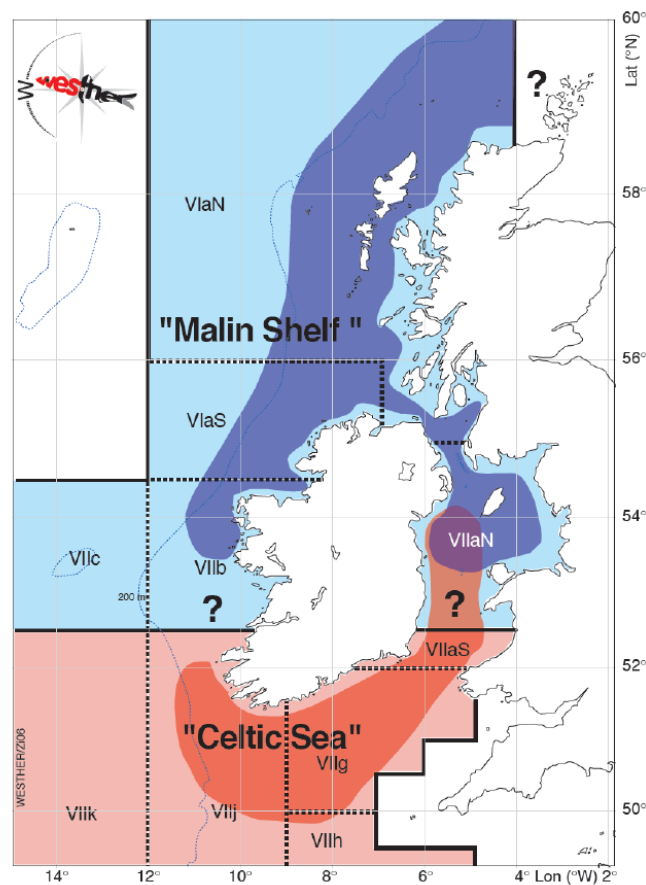 60°
Lat (°N)
W
westher
?
58°
VIaN
"Malin Shelf "
56°
VIaS
54°
VIIaN
VIIc
VIIb
200 m
?
?
VIIaS
52°
"Celtic Sea"
VIIg
WESTHER/Zi06
VIIk
VIIj
50°
VIIh
14° 12° 10° 8° 6° 4° Lon (°W) 2°